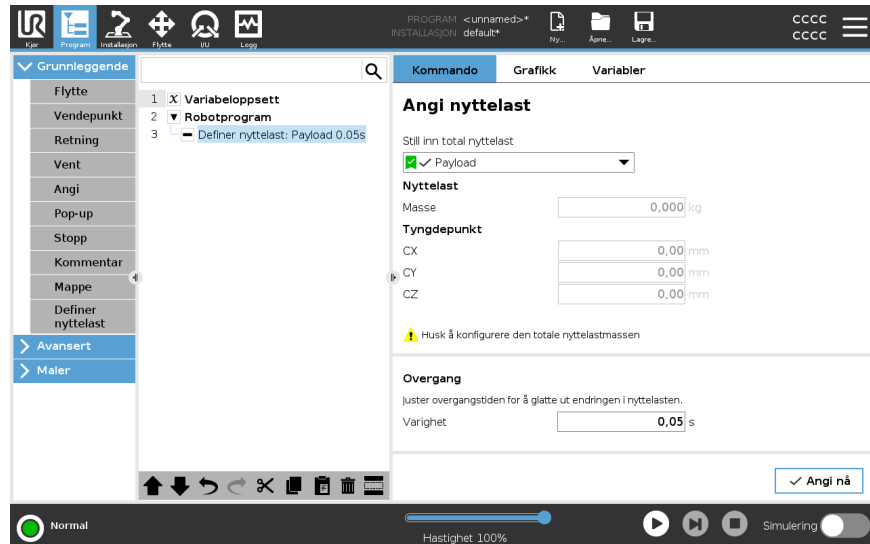 UR
Kjør
Program
Installasjon
Flytte
I/U
Logg
PROGRAM <unnamed>*
INSTALLASJON default*
Ny...
Åpne...
Lagre...
cccc
cccc
Grunnleggende
Flytte
Vendepunkt
Retning
Vent
Angi
Pop-up
Stopp
Kommentar
Mappe
Definer
nyttelast
Avansert
Maler
1 X Variabeloppsett
2 Robotprogram
3 Definer nyttelast: Payload 0.05s
Kommando
Grafikk
Variabler
Angi nyttelast
Still inn total nyttelast
Payload
Nyttelast
Masse 0,000 kg
Tyngdepunkt
CX 0,00 mm
CY 0,00 mm
CZ 0,00 mm
Husk å konfigurere den totale nyttelastmassen
Overgang
Juster overgangstiden for å glatte ut endringen i nyttelasten.
Varighet 0,05 s
Angi nå
Normal
Hastighet 100%
Simulering